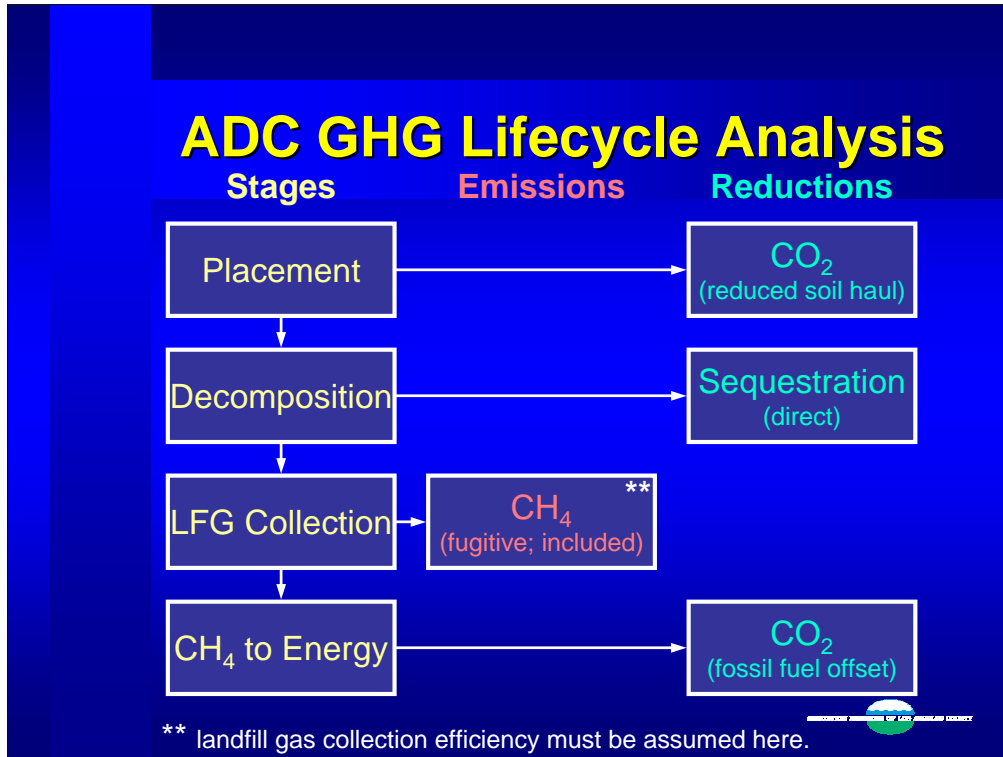 ADC GHG Lifecycle Analysis
Stages Emissions Reductions
Placement
CO₂
(reduced soil haul)
Decomposition
Sequestration
(direct)
LFG Collection
**
CH₄
(fugitive; included)
CH₄ to Energy
CO₂
(fossil fuel offset)
** landfill gas collection efficiency must be assumed here.